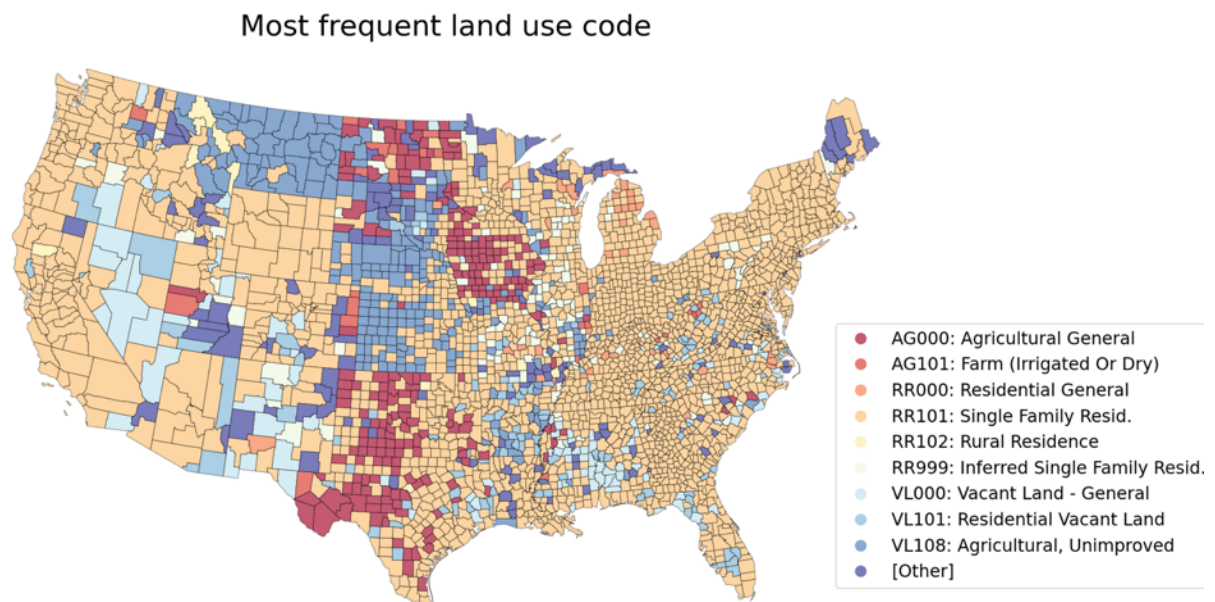 Most frequent land use code
AG000: Agricultural General
AG101: Farm (Irrigated Or Dry)
RR000: Residential General
RR101: Single Family Resid.
RR102: Rural Residence
RR999: Inferred Single Family Resid.
VL000: Vacant Land - General
VL101: Residential Vacant Land
VL108: Agricultural, Unimproved
[Other]